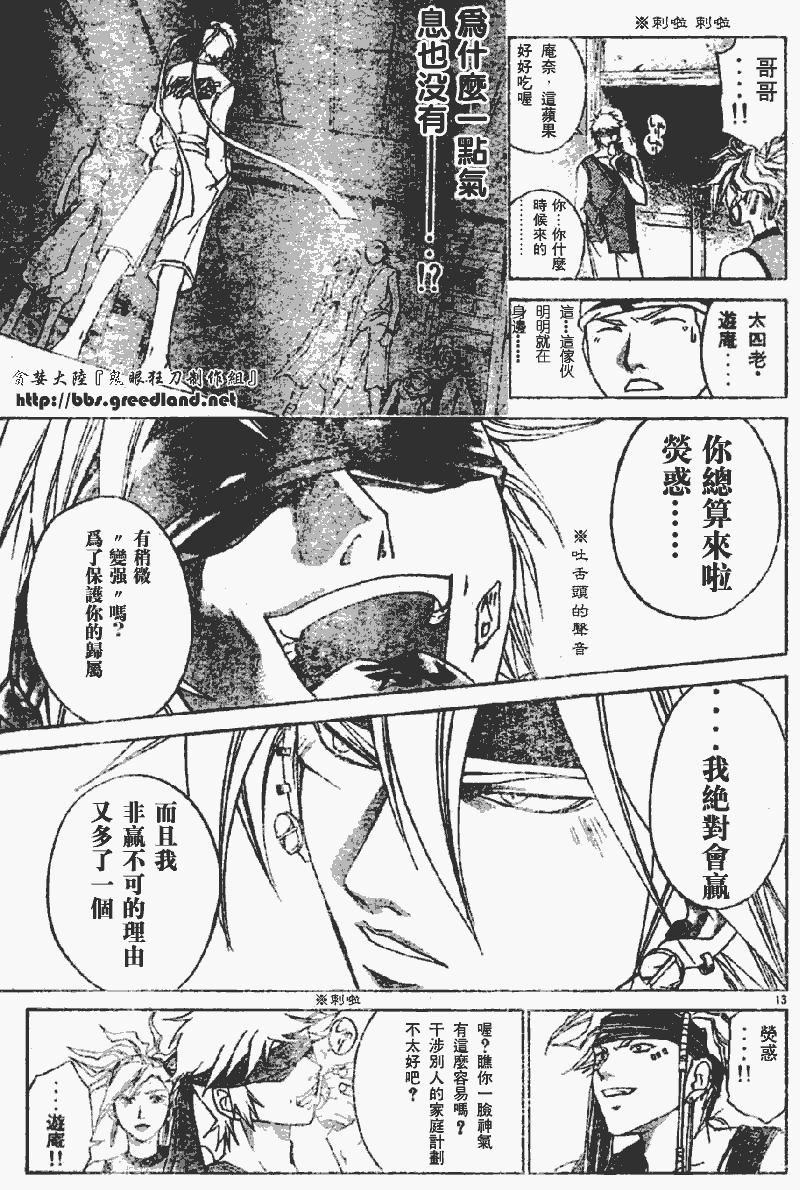 ※刺啦 刺啦
哥哥
‥‥!!
庵奈，這蘋果
好好吃喔
你…你什麼
時候來的
…………
太四老‧
遊庵‥‥
這…這傢伙
明明就在
身邊……
為什麼一點氣
息也没有
——‥‥!?
貪婪大陸『鬼眼狂刀制作組』
http://bbs.greedland.net
你總算來啦
熒惑……
※吐舌頭的聲音
有稍微
"變强"嗎?
爲了保護你的歸屬
‥‥我絶對會贏
而且我
非贏不可的理由
又多了一個
13
熒惑
‥‥!!
※刺啦
喔?瞧你一臉神氣
有這麼容易嗎?
干涉別人的家庭計劃
不太好吧?
‥‥遊庵!!